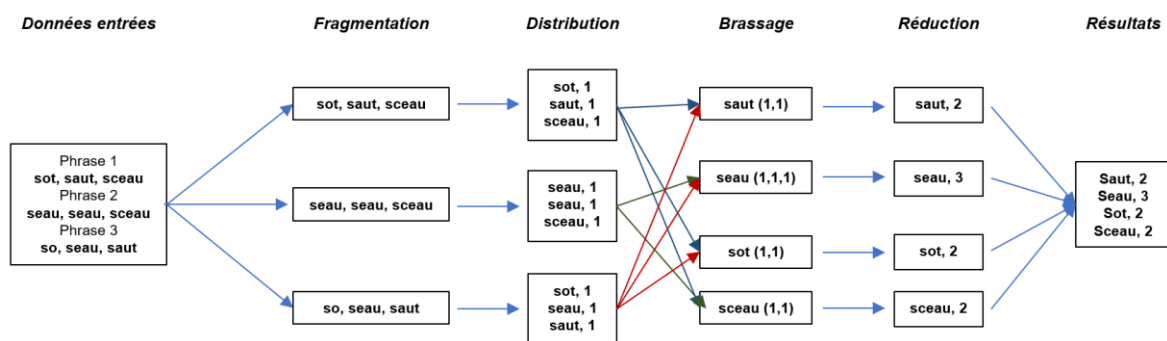 Données entrées
Fragmentation
Distribution
Brassage
Réduction
Résultats
Phrase 1
sot, saut, sceau
Phrase 2
seau, seau, sceau
Phrase 3
so, seau, saut
sot, saut, sceau
seau, seau, sceau
so, seau, saut
sot, 1
saut, 1
sceau, 1
seau, 1
seau, 1
sceau, 1
sot, 1
seau, 1
saut, 1
saut (1,1)
seau (1,1,1)
sot (1,1)
sceau (1,1)
saut, 2
seau, 3
sot, 2
sceau, 2
Saut, 2
Seau, 3
Sot, 2
Sceau, 2